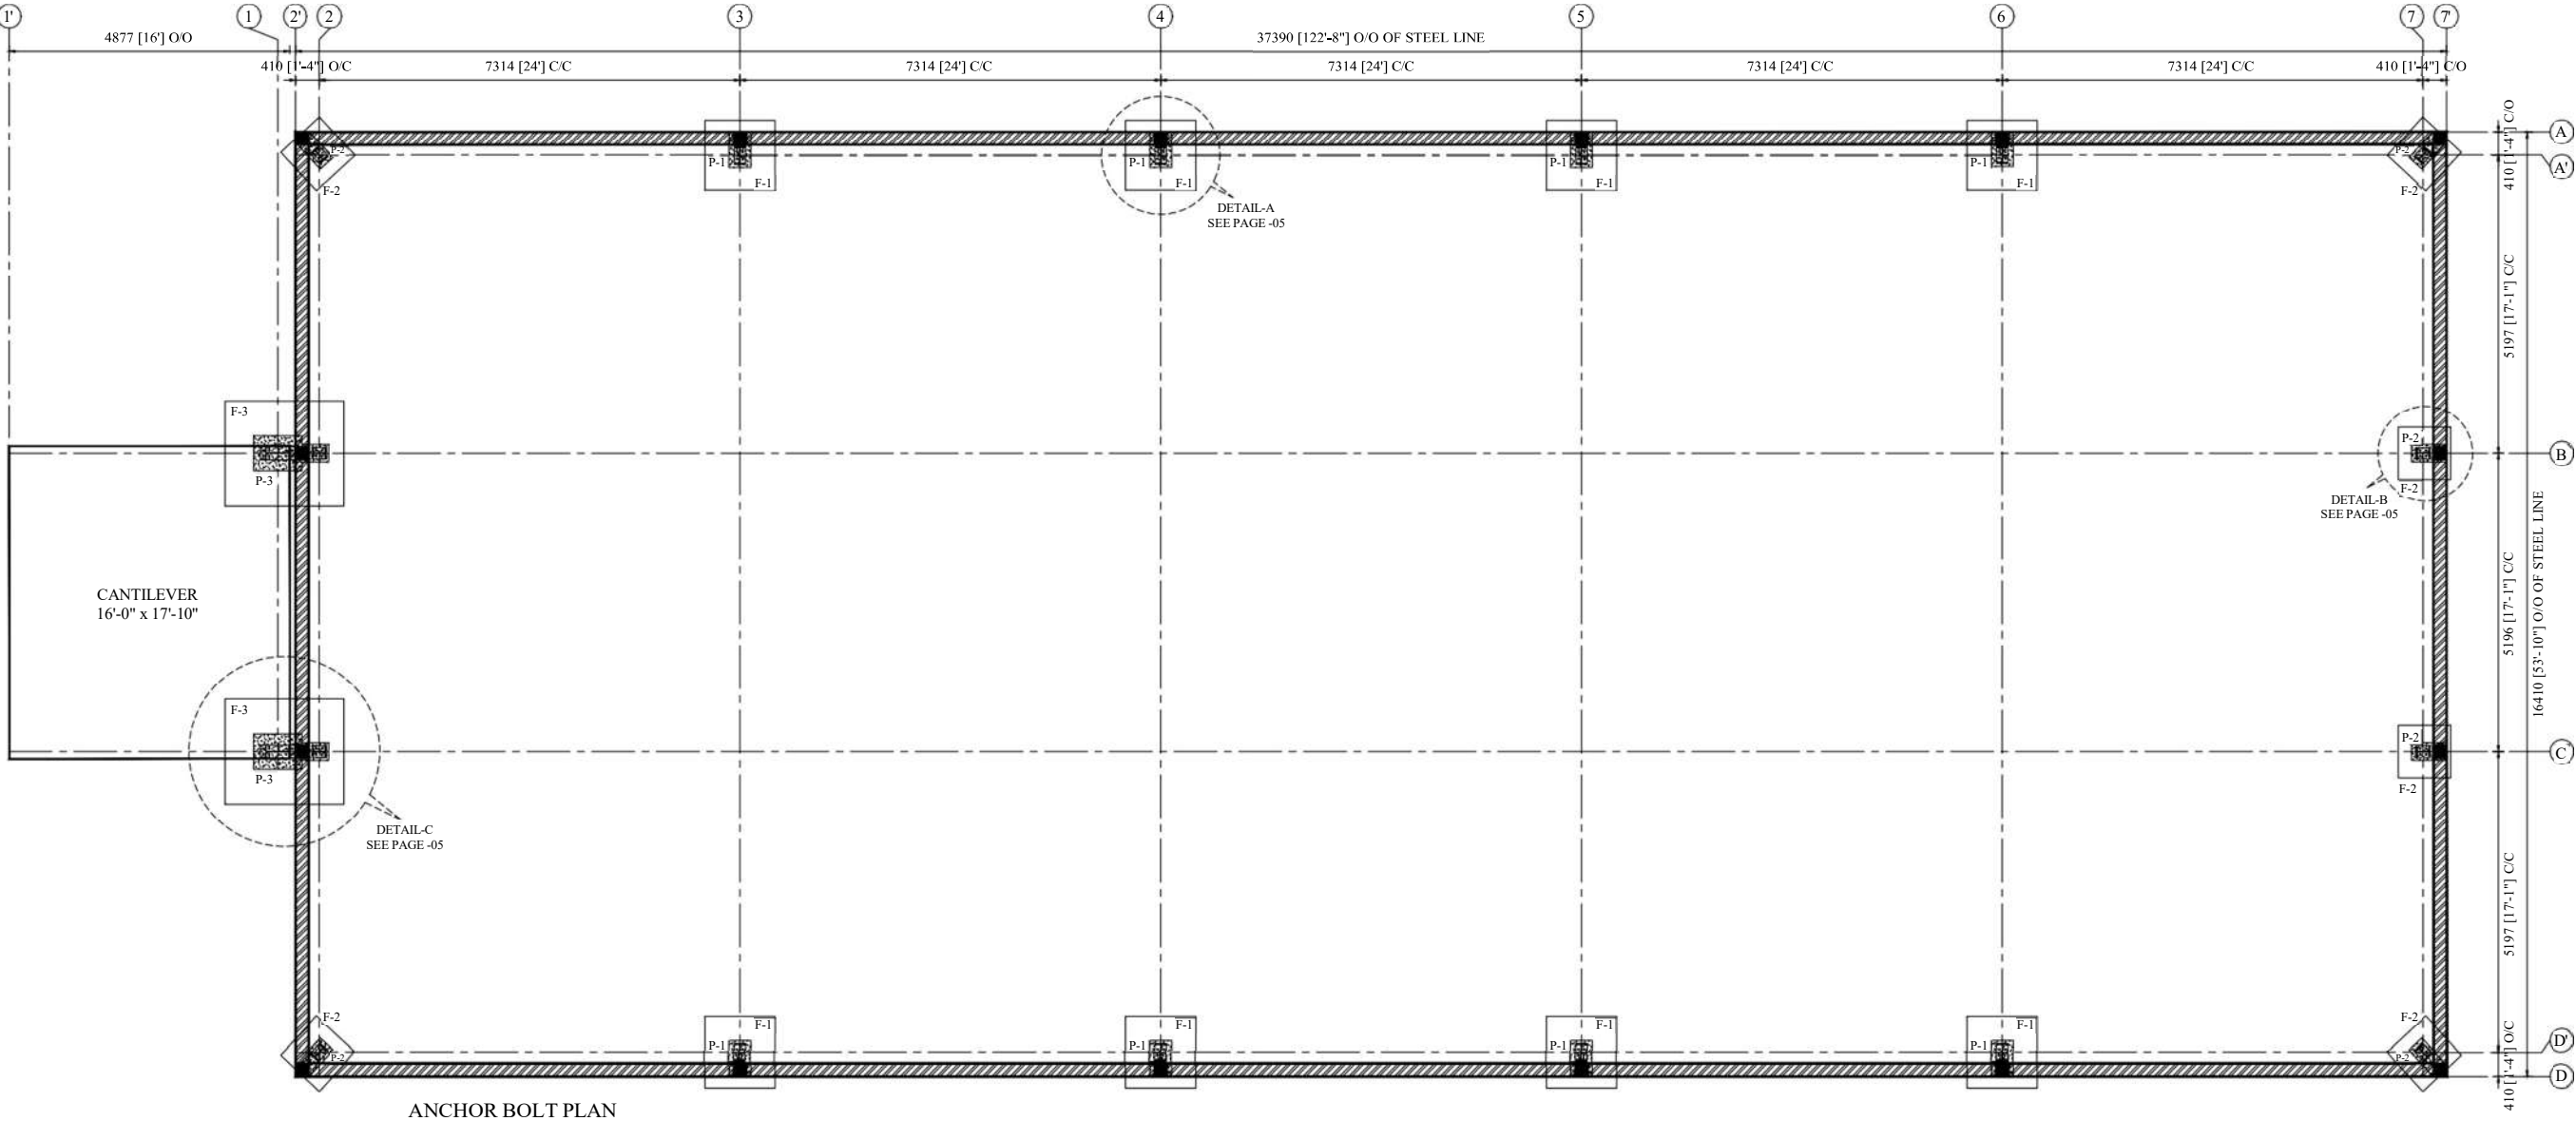 1' 1 2' 2 3 4 5 6 7 7'
4877 [16'] O/O
37390 [122'-8"] O/O OF STEEL LINE
410 [1'-4"] O/C
7314 [24'] C/C
7314 [24'] C/C
7314 [24'] C/C
7314 [24'] C/C
7314 [24'] C/C
410 [1'-4"] C/O
410 [1'-4"] C/O
A
A'
P-2
F-2
P-1
F-1
P-1
F-1
P-1
F-1
P-1
F-1
P-2
F-2
DETAIL-A
SEE PAGE -05
5197 [17'-1"] C/C
F-3
P-3
P-2
F-2
B
DETAIL-B
SEE PAGE -05
CANTILEVER
16'-0" x 17'-10"
5196 [17'-1"] C/C
16410 [53'-10"] O/O OF STEEL LINE
F-3
P-3
P-2
F-2
C
DETAIL-C
SEE PAGE -05
5197 [17'-1"] C/C
F-2
P-2
F-1
P-1
F-1
P-1
F-1
P-1
F-1
P-1
F-2
P-2
D'
D
410 [1'-4"] O/C
ANCHOR BOLT PLAN